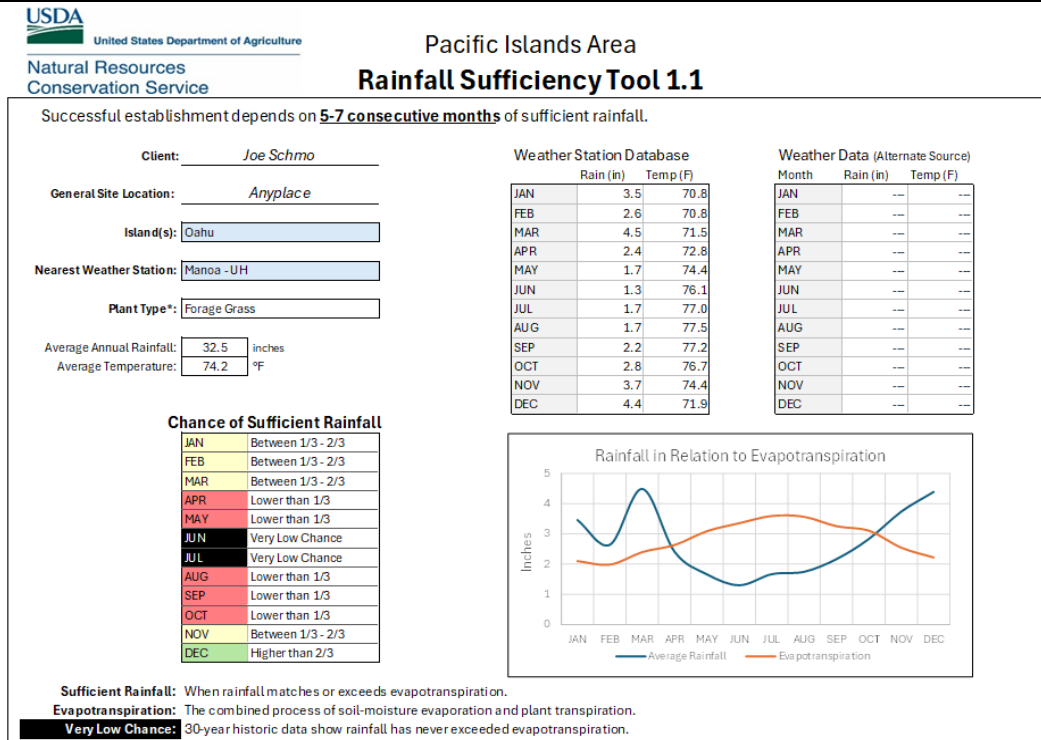 USDA
United States Department of Agriculture
Natural Resources
Conservation Service
Pacific Islands Area
Rainfall Sufficiency Tool 1.1
Successful establishment depends on 5-7 consecutive months of sufficient rainfall.
Client: Joe Schmo
General Site Location: Anyplace
Island(s): Oahu
Nearest Weather Station: Manoa - UH
Plant Type*: Forage Grass
Average Annual Rainfall: 32.5 inches
Average Temperature: 74.2 °F
Weather Station Database
Rain (in) Temp (F)
JAN 3.5 70.8
FEB 2.6 70.8
MAR 4.5 71.5
APR 2.4 72.8
MAY 1.7 74.4
JUN 1.3 76.1
JUL 1.7 77.0
AUG 1.7 77.5
SEP 2.2 77.2
OCT 2.8 76.7
NOV 3.7 74.4
DEC 4.4 71.9
Weather Data (Alternate Source)
Month Rain (in) Temp (F)
JAN --- ---
FEB --- ---
MAR --- ---
APR --- ---
MAY --- ---
JUN --- ---
JUL --- ---
AUG --- ---
SEP --- ---
OCT --- ---
NOV --- ---
DEC --- ---
Chance of Sufficient Rainfall
JAN Between 1/3 - 2/3
FEB Between 1/3 - 2/3
MAR Between 1/3 - 2/3
APR Lower than 1/3
MAY Lower than 1/3
JUN Very Low Chance
JUL Very Low Chance
AUG Lower than 1/3
SEP Lower than 1/3
OCT Lower than 1/3
NOV Between 1/3 - 2/3
DEC Higher than 2/3
Rainfall in Relation to Evapotranspiration
Inches
5
4
3
2
1
0
JAN FEB MAR APR MAY JUN JUL AUG SEP OCT NOV DEC
Average Rainfall Evapotranspiration
Sufficient Rainfall: When rainfall matches or exceeds evapotranspiration.
Evapotranspiration: The combined process of soil-moisture evaporation and plant transpiration.
Very Low Chance: 30-year historic data show rainfall has never exceeded evapotranspiration.